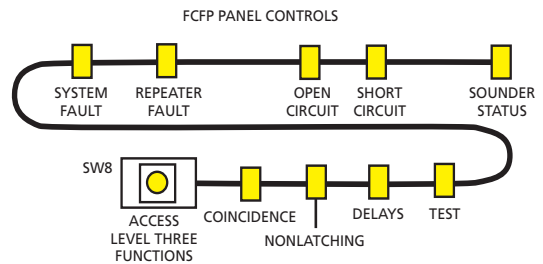 FCFP PANEL CONTROLS
SYSTEM
FAULT
REPEATER
FAULT
OPEN
CIRCUIT
SHORT
CIRCUIT
SOUNDER
STATUS
SW8
ACCESS
LEVEL THREE
FUNCTIONS
COINCIDENCE
NONLATCHING
DELAYS
TEST